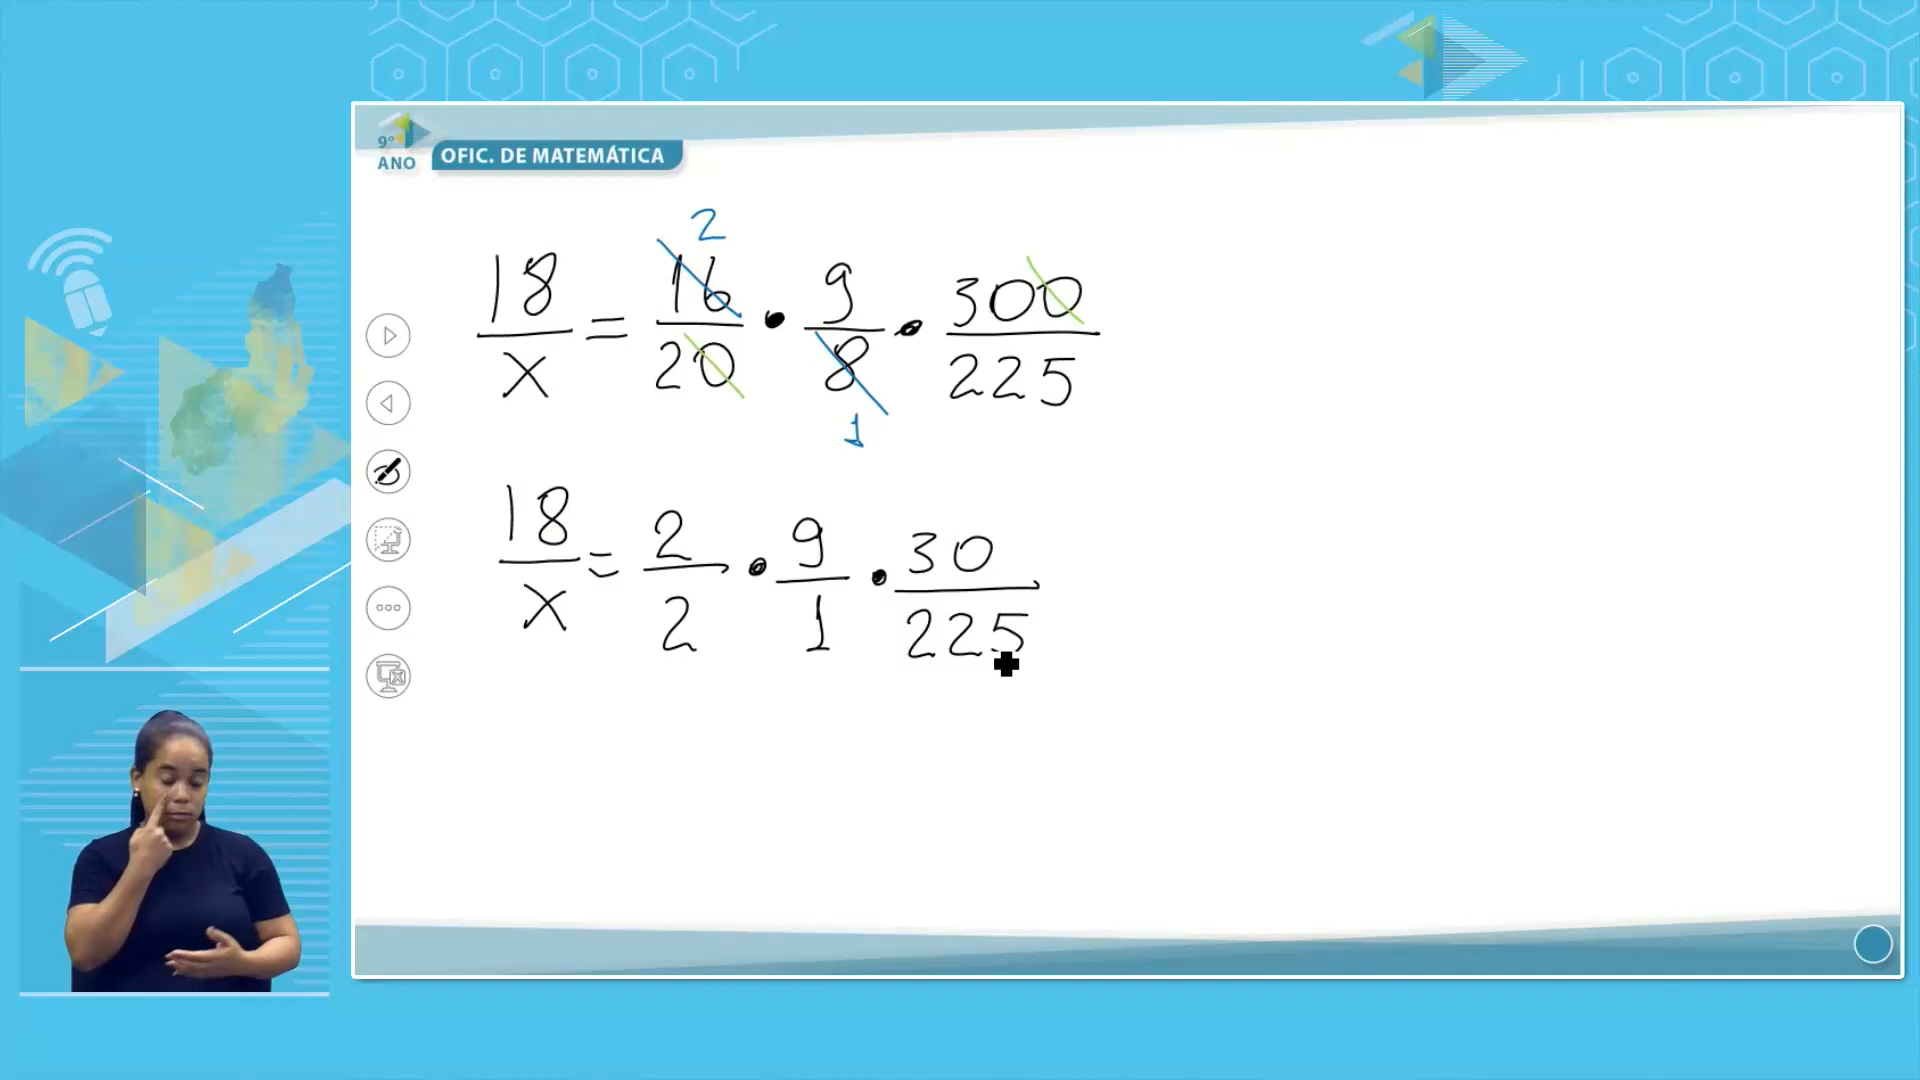 9º
ANO
OFIC. DE MATEMÁTICA
2
18/x = 16/20 • 9/8 • 300/225
1
18/x = 2/2 • 9/1 • 30/225